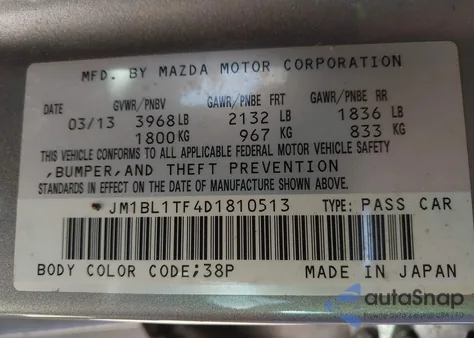 MFD. BY MAZDA MOTOR CORPORATION
DATE GVWR/PNBV GAWR/PNBE FRT GAWR/PNBE RR
03/13 3968 LB 2132 LB 1836 LB
1800 KG 967 KG 833 KG
THIS VEHICLE CONFORMS TO ALL APPLICABLE FEDERAL MOTOR VEHICLE SAFETY
,BUMPER,AND THEFT PREVENTION
STANDARDS IN EFFECT ON THE DATE OF MANUFACTURE SHOWN ABOVE.
JM1BL1TF4D1810513 TYPE: PASS CAR
BODY COLOR CODE;38P MADE IN JAPAN
autoSnap